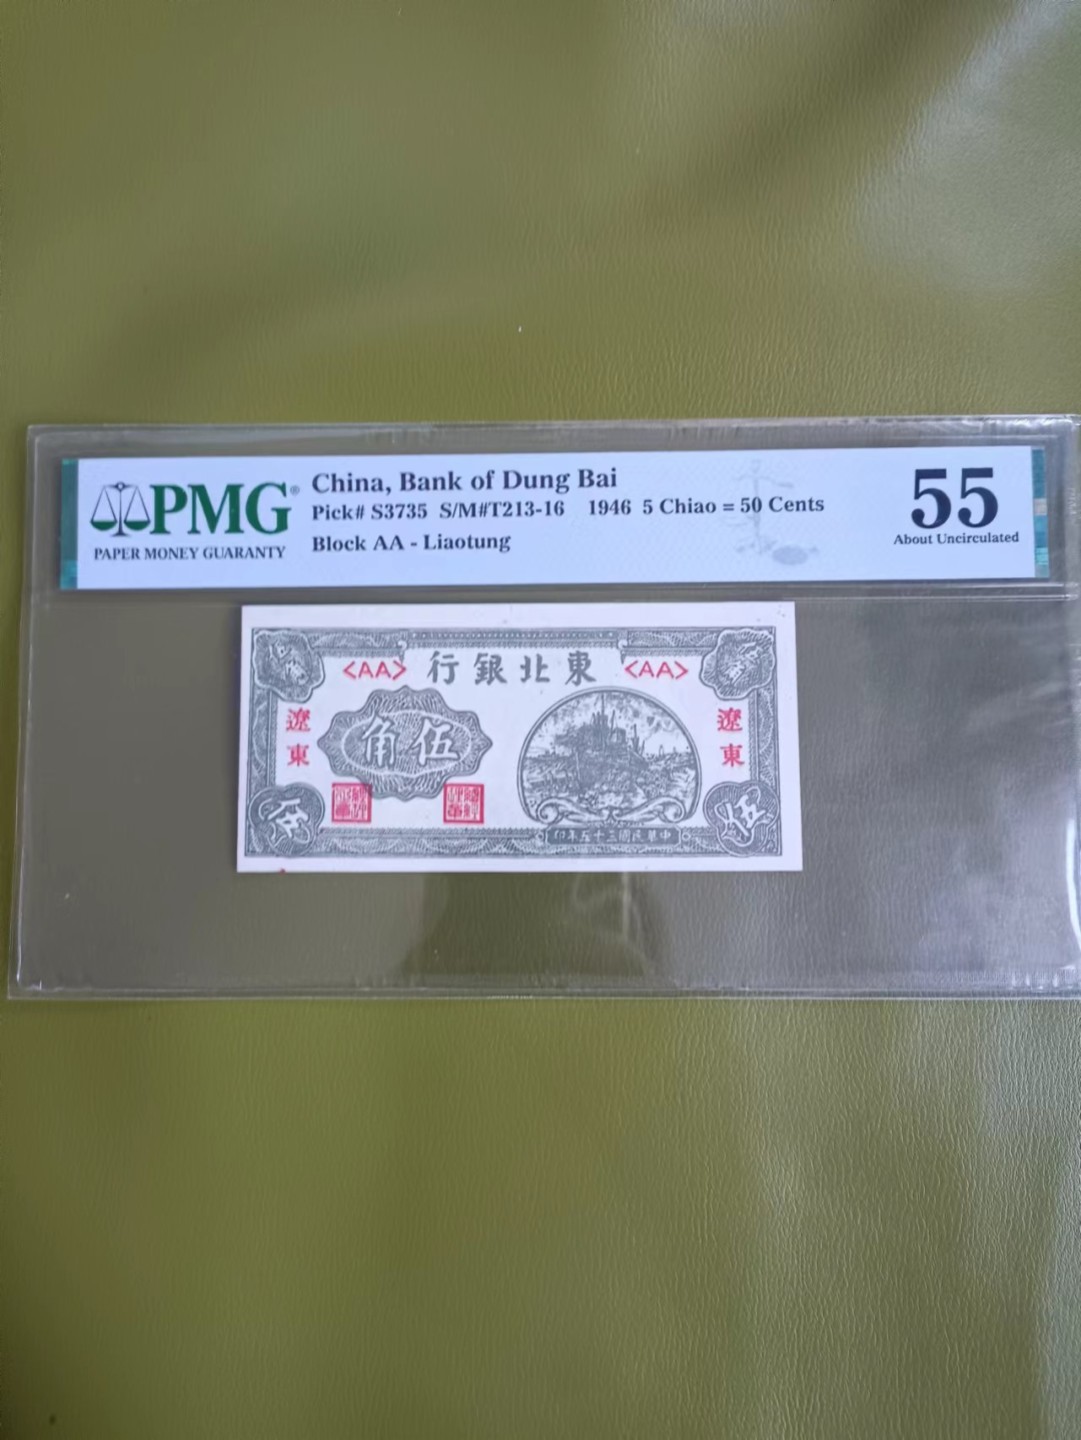 PMG®
PAPER MONEY GUARANTY
China, Bank of Dung Bai
Pick# S3735 S/M#T213-16 1946 5 Chiao = 50 Cents
Block AA - Liaotung
55
About Uncirculated
<AA> 行銀北東 <AA>
遼東
角伍
遼東
伍
伍
印年五十三國民華中